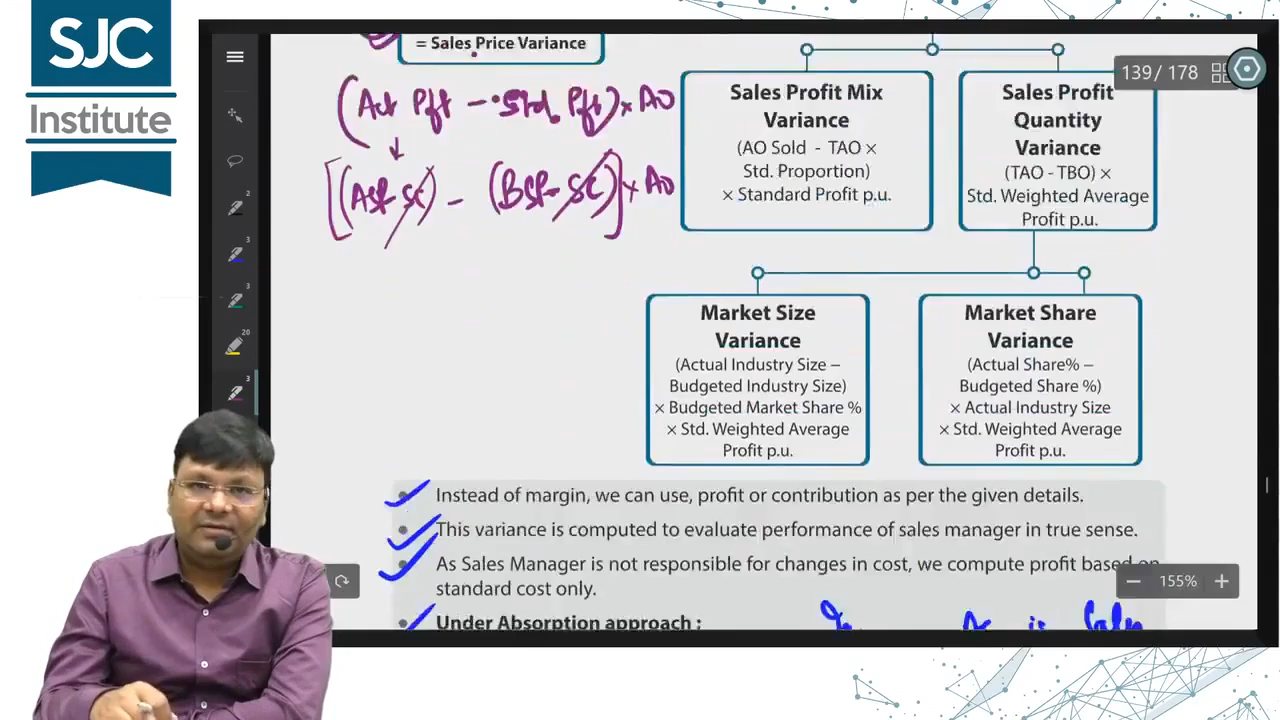 SJC
Institute
139/ 178
= Sales Price Variance
(Act Pft - Std. Pft) × AO
[(ASP - SC) - (BSP - SC)] × AO
Sales Profit Mix
Variance
(AO Sold - TAO ×
Std. Proportion)
× Standard Profit p.u.
Sales Profit
Quantity
Variance
(TAO - TBO) ×
Std. Weighted Average
Profit p.u.
Market Size
Variance
(Actual Industry Size –
Budgeted Industry Size)
× Budgeted Market Share %
× Std. Weighted Average
Profit p.u.
Market Share
Variance
(Actual Share% –
Budgeted Share %)
× Actual Industry Size
× Std. Weighted Average
Profit p.u.
2
3
3
20
3
Instead of margin, we can use, profit or contribution as per the given details.
This variance is computed to evaluate performance of sales manager in true sense.
As Sales Manager is not responsible for changes in cost, we compute profit based on
standard cost only.
Under Absorption approach :
155%